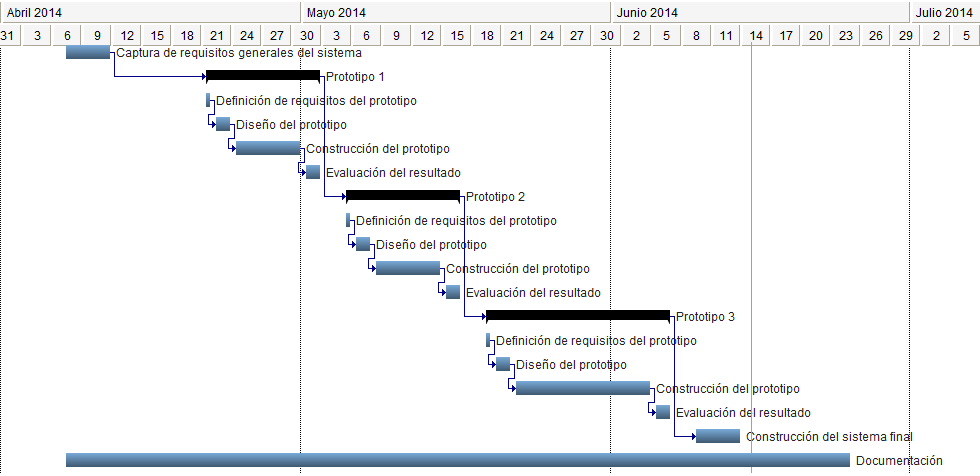 Abril 2014 Mayo 2014 Junio 2014 Julio 2014
31 3 6 9 12 15 18 21 24 27 30 3 6 9 12 15 18 21 24 27 30 2 5 8 11 14 17 20 23 26 29 2 5
Captura de requisitos generales del sistema
Prototipo 1
Definición de requisitos del prototipo
Diseño del prototipo
Construcción del prototipo
Evaluación del resultado
Prototipo 2
Definición de requisitos del prototipo
Diseño del prototipo
Construcción del prototipo
Evaluación del resultado
Prototipo 3
Definición de requisitos del prototipo
Diseño del prototipo
Construcción del prototipo
Evaluación del resultado
Construcción del sistema final
Documentación